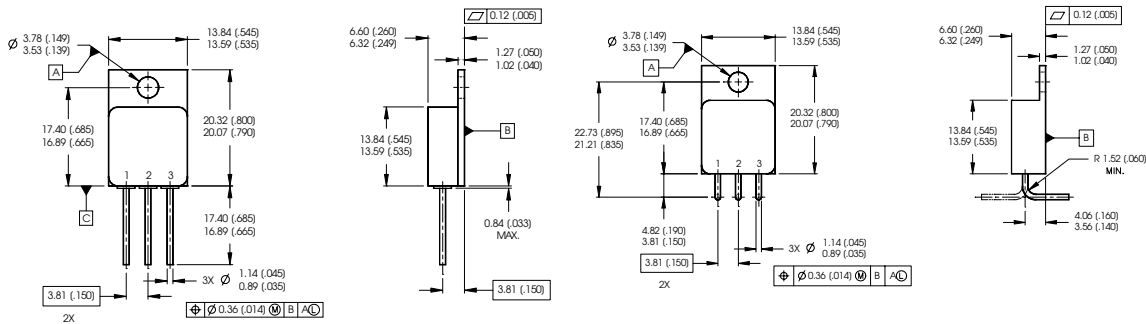 ⏥ 0.12 (.005)
6.60 (.260)
6.32 (.249)
1.27 (.050)
1.02 (.040)
Ø 3.78 (.149)
3.53 (.139)
13.84 (.545)
13.59 (.535)
A
17.40 (.685)
16.89 (.665)
20.32 (.800)
20.07 (.790)
13.84 (.545)
13.59 (.535)
B
1 2 3
C
17.40 (.685)
16.89 (.665)
0.84 (.033)
MAX.
3X Ø 1.14 (.045)
0.89 (.035)
3.81 (.150)
2X
⌖ Ø 0.36 (.014) Ⓜ B A Ⓛ
3.81 (.150)
Ø 3.78 (.149)
3.53 (.139)
13.84 (.545)
13.59 (.535)
A
22.73 (.895)
21.21 (.835)
17.40 (.685)
16.89 (.665)
20.32 (.800)
20.07 (.790)
1 2 3
4.82 (.190)
3.81 (.150)
3.81 (.150)
2X
3X Ø 1.14 (.045)
0.89 (.035)
⌖ Ø 0.36 (.014) Ⓜ B A Ⓛ
⏥ 0.12 (.005)
6.60 (.260)
6.32 (.249)
1.27 (.050)
1.02 (.040)
13.84 (.545)
13.59 (.535)
B
R 1.52 (.060)
MIN.
4.06 (.160)
3.56 (.140)